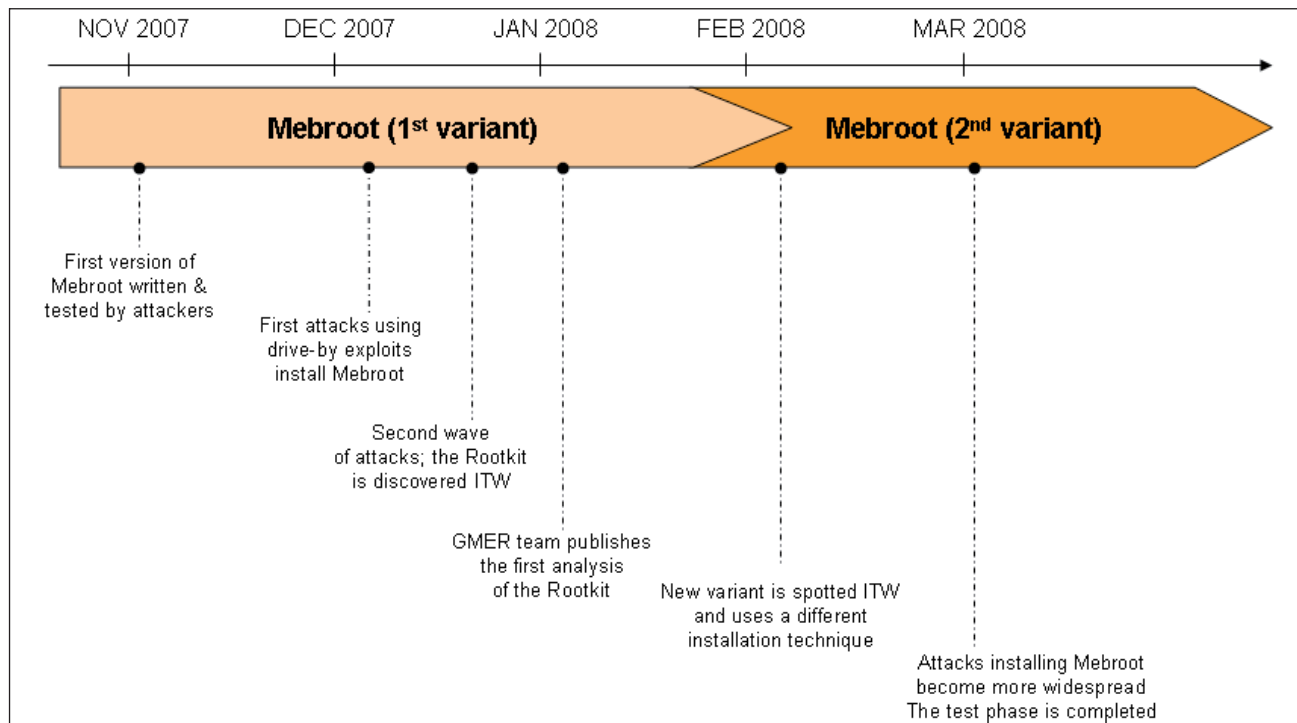 NOV 2007
DEC 2007
JAN 2008
FEB 2008
MAR 2008
Mebroot (1st variant)
Mebroot (2nd variant)
First version of
Mebroot written &
tested by attackers
First attacks using
drive-by exploits
install Mebroot
Second wave
of attacks; the Rootkit
is discovered ITW
GMER team publishes
the first analysis
of the Rootkit
New variant is spotted ITW
and uses a different
installation technique
Attacks installing Mebroot
become more widespread
The test phase is completed